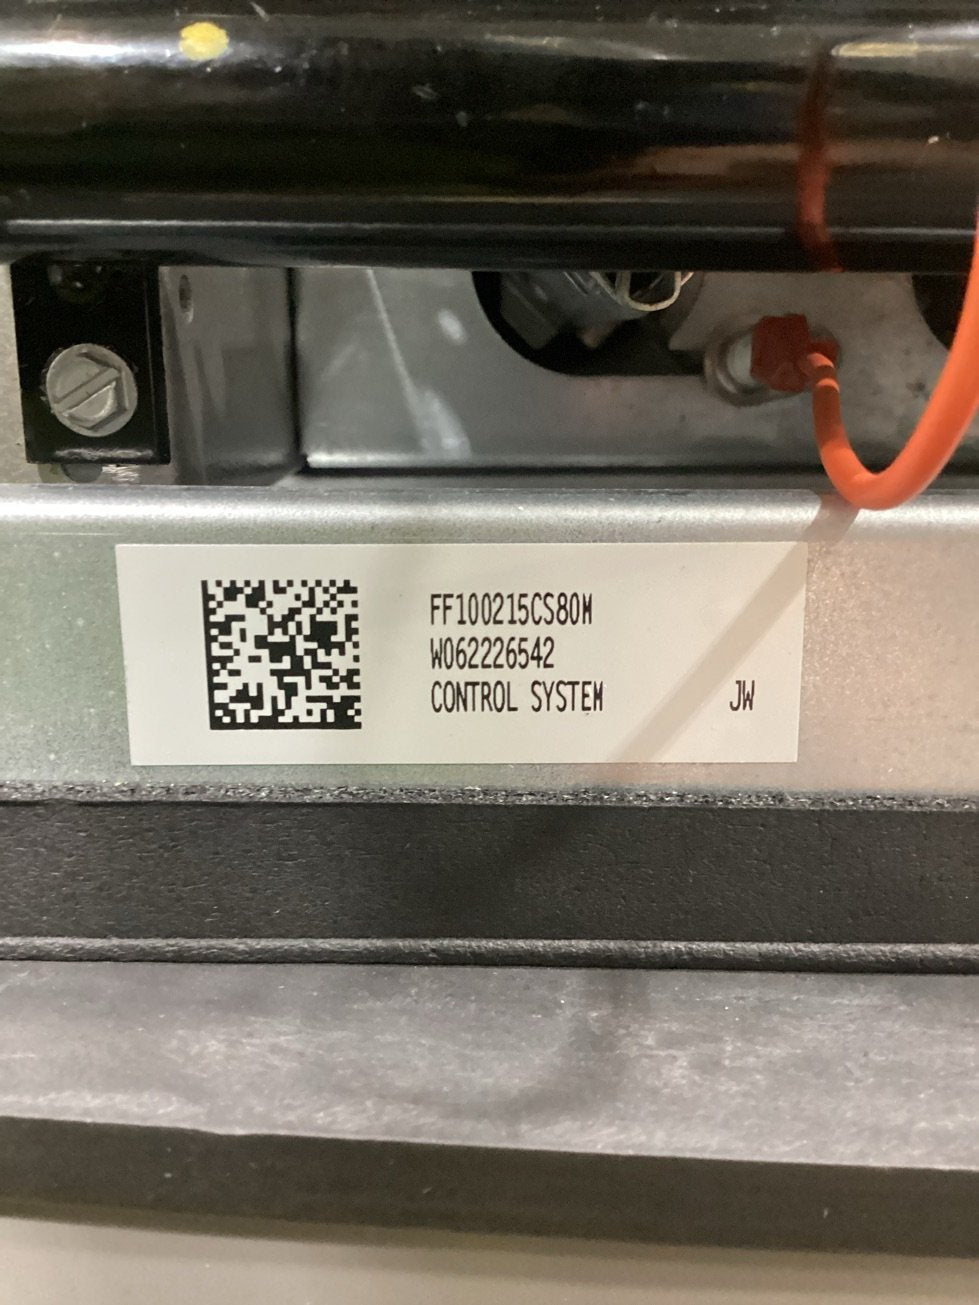 FF100215CS80M
W062226542
CONTROL SYSTEM JW